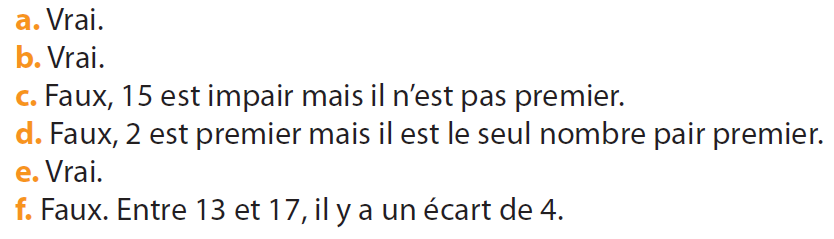 a. Vrai.
b. Vrai.
c. Faux, 15 est impair mais il n’est pas premier.
d. Faux, 2 est premier mais il est le seul nombre pair premier.
e. Vrai.
f. Faux. Entre 13 et 17, il y a un écart de 4.